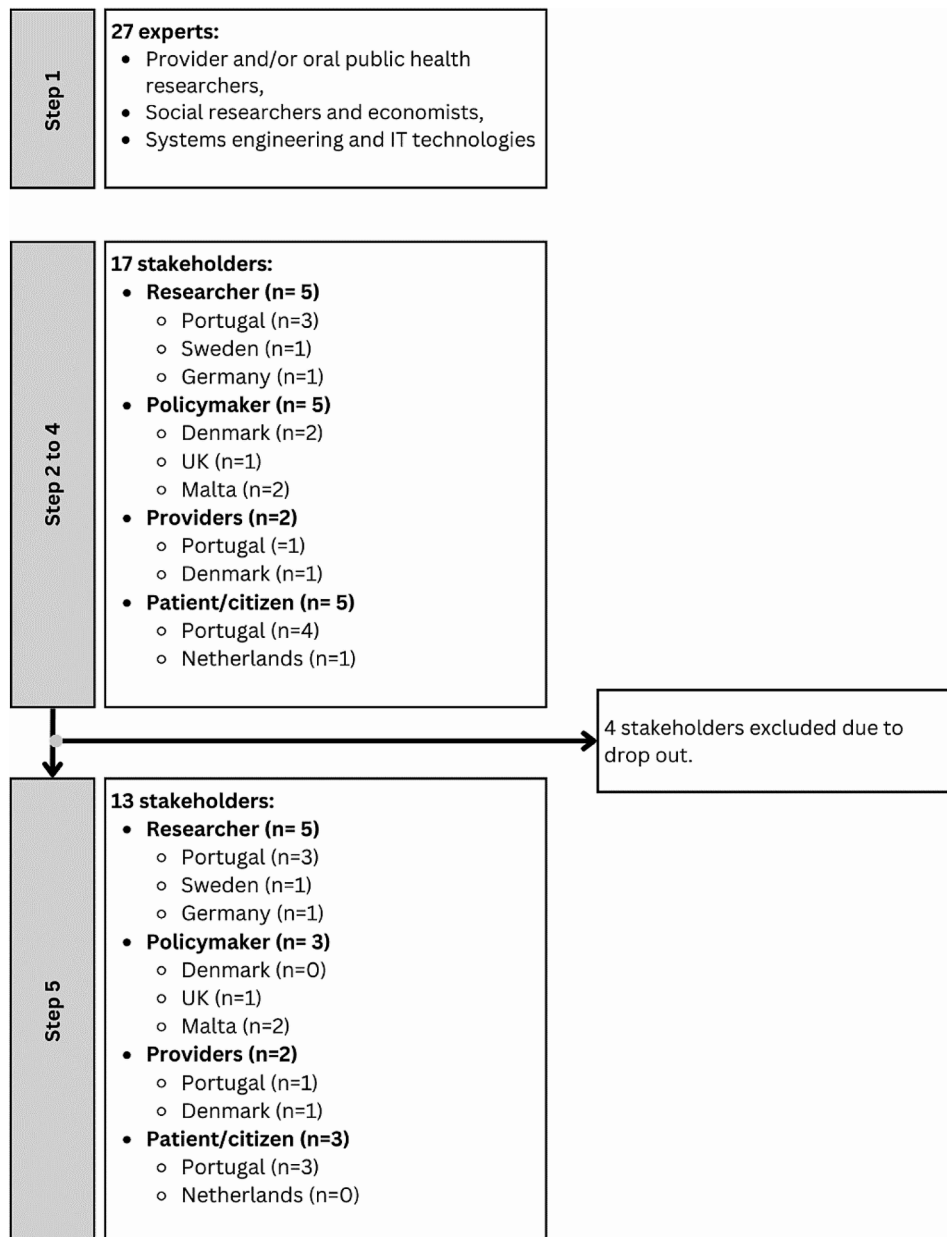 Step 1
27 experts:
• Provider and/or oral public health
researchers,
• Social researchers and economists,
• Systems engineering and IT technologies
Step 2 to 4
17 stakeholders:
• Researcher (n= 5)
○ Portugal (n=3)
○ Sweden (n=1)
○ Germany (n=1)
• Policymaker (n= 5)
○ Denmark (n=2)
○ UK (n=1)
○ Malta (n=2)
• Providers (n=2)
○ Portugal (=1)
○ Denmark (n=1)
• Patient/citizen (n= 5)
○ Portugal (n=4)
○ Netherlands (n=1)
4 stakeholders excluded due to
drop out.
Step 5
13 stakeholders:
• Researcher (n= 5)
○ Portugal (n=3)
○ Sweden (n=1)
○ Germany (n=1)
• Policymaker (n= 3)
○ Denmark (n=0)
○ UK (n=1)
○ Malta (n=2)
• Providers (n=2)
○ Portugal (n=1)
○ Denmark (n=1)
• Patient/citizen (n=3)
○ Portugal (n=3)
○ Netherlands (n=0)